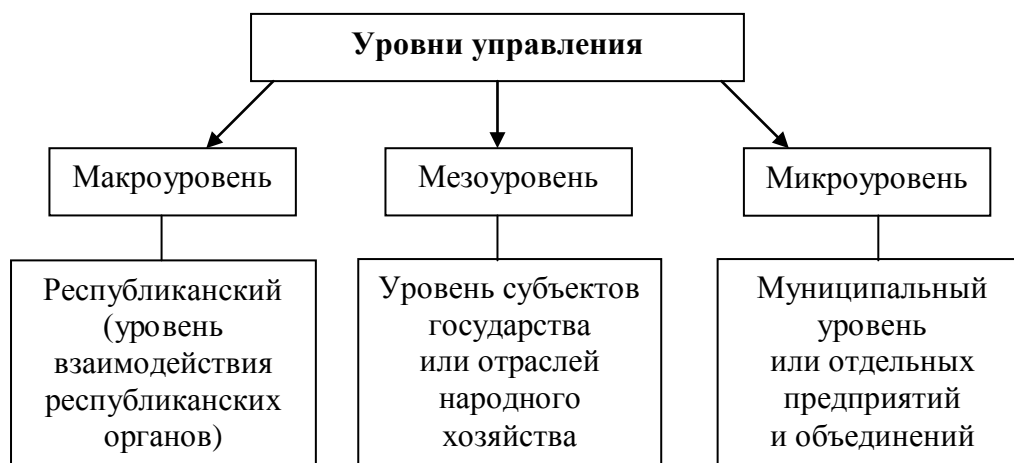 Уровни управления
Макроуровень
Мезоуровень
Микроуровень
Республиканский
(уровень
взаимодействия
республиканских
органов)
Уровень субъектов
государства
или отраслей
народного
хозяйства
Муниципальный
уровень
или отдельных
предприятий
и объединений